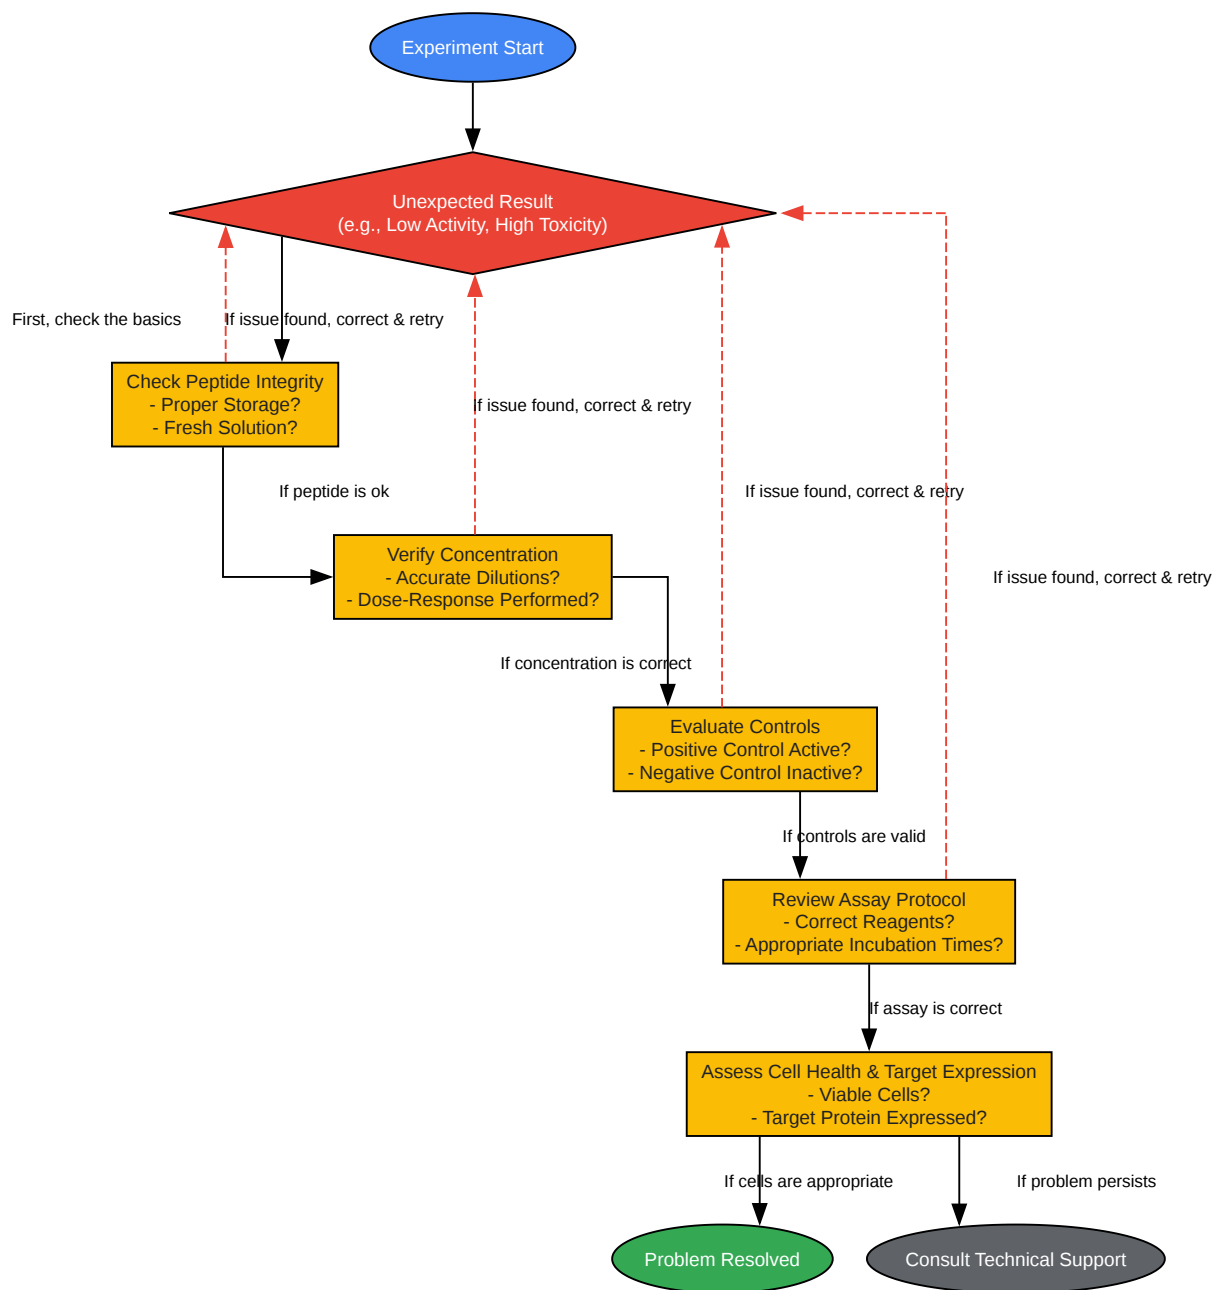 Experiment Start
Unexpected Result
(e.g., Low Activity, High Toxicity)
First, check the basics
If issue found, correct & retry
Check Peptide Integrity
- Proper Storage?
- Fresh Solution?
If issue found, correct & retry
If peptide is ok
If issue found, correct & retry
Verify Concentration
- Accurate Dilutions?
- Dose-Response Performed?
If issue found, correct & retry
If concentration is correct
Evaluate Controls
- Positive Control Active?
- Negative Control Inactive?
If controls are valid
Review Assay Protocol
- Correct Reagents?
- Appropriate Incubation Times?
If assay is correct
Assess Cell Health & Target Expression
- Viable Cells?
- Target Protein Expressed?
If cells are appropriate
If problem persists
Problem Resolved
Consult Technical Support